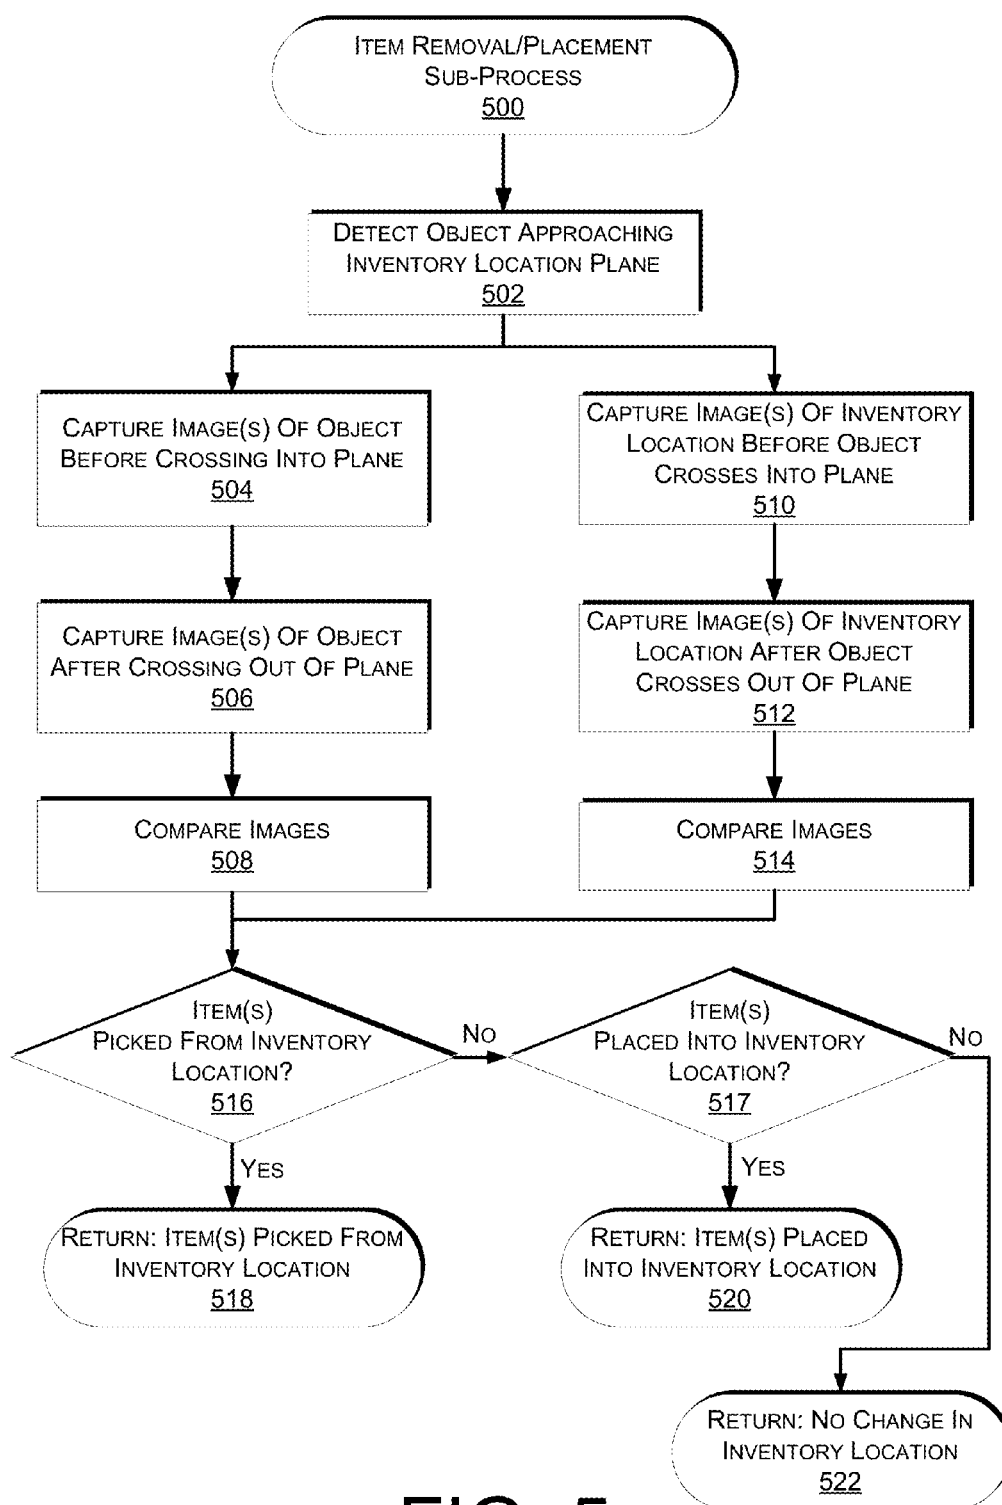 ITEM REMOVAL/PLACEMENT
SUB-PROCESS
500
DETECT OBJECT APPROACHING
INVENTORY LOCATION PLANE
502
CAPTURE IMAGE(S) OF OBJECT
BEFORE CROSSING INTO PLANE
504
CAPTURE IMAGE(S) OF INVENTORY
LOCATION BEFORE OBJECT
CROSSES INTO PLANE
510
CAPTURE IMAGE(S) OF OBJECT
AFTER CROSSING OUT OF PLANE
506
CAPTURE IMAGE(S) OF INVENTORY
LOCATION AFTER OBJECT
CROSSES OUT OF PLANE
512
COMPARE IMAGES
508
COMPARE IMAGES
514
ITEM(S)
PICKED FROM INVENTORY
LOCATION?
516
NO
ITEM(S)
PLACED INTO INVENTORY
LOCATION?
517
NO
YES
YES
RETURN: ITEM(S) PICKED FROM
INVENTORY LOCATION
518
RETURN: ITEM(S) PLACED
INTO INVENTORY LOCATION
520
RETURN: NO CHANGE IN
INVENTORY LOCATION
522
FIG. 5